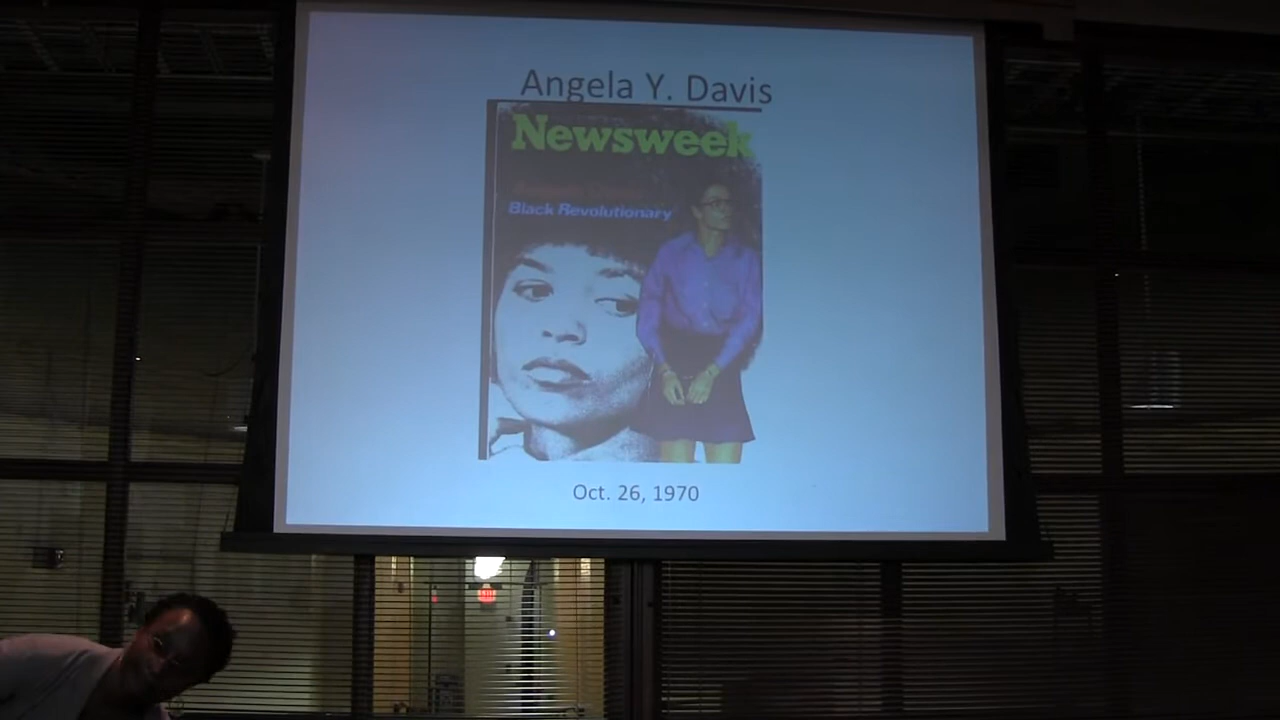 Angela Y. Davis
Newsweek
Black Revolutionary
Oct. 26, 1970